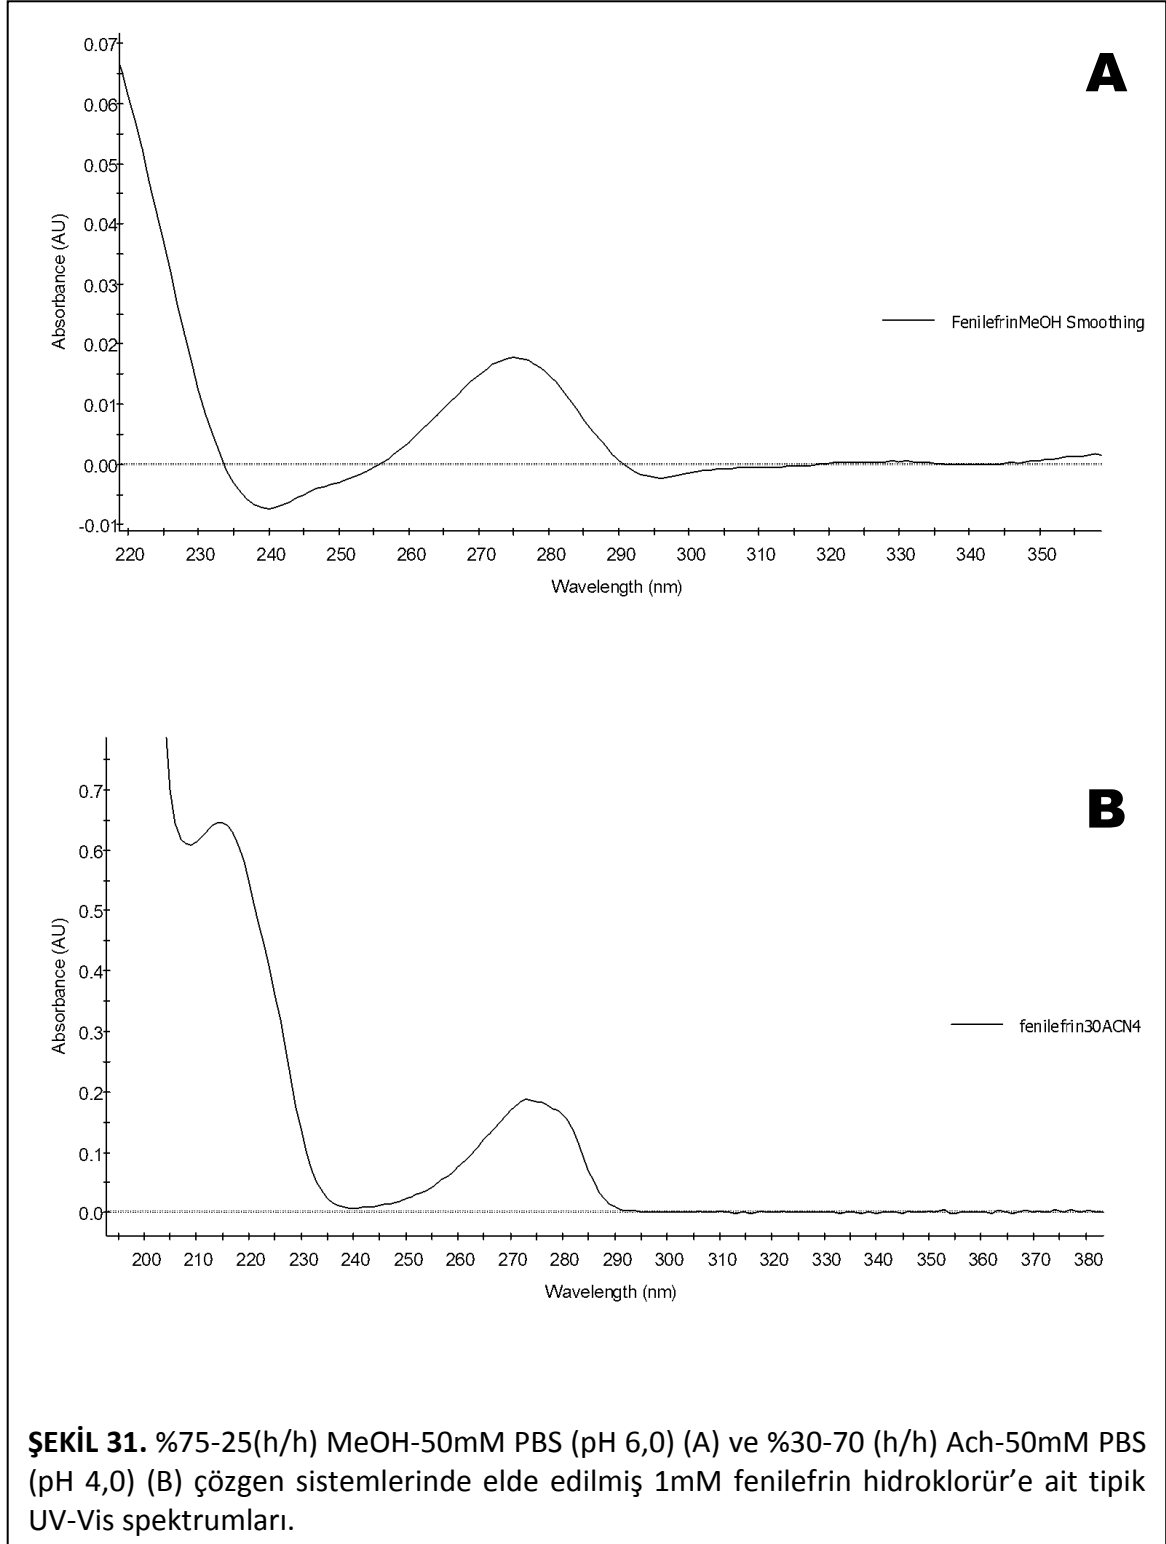 A
0.07
0.06
0.05
0.04
0.03
0.02
0.01
0.00
-0.01
Absorbance (AU)
FenilefrinMeOH Smoothing
220 230 240 250 260 270 280 290 300 310 320 330 340 350
Wavelength (nm)
B
0.7
0.6
0.5
0.4
0.3
0.2
0.1
0.0
Absorbance (AU)
fenilefrin30ACN4
200 210 220 230 240 250 260 270 280 290 300 310 320 330 340 350 360 370 380
Wavelength (nm)
ŞEKİL 31. %75-25(h/h) MeOH-50mM PBS (pH 6,0) (A) ve %30-70 (h/h) Ach-50mM PBS
(pH 4,0) (B) çözgen sistemlerinde elde edilmiş 1mM fenilefrin hidroklorür’e ait tipik
UV-Vis spektrumları.